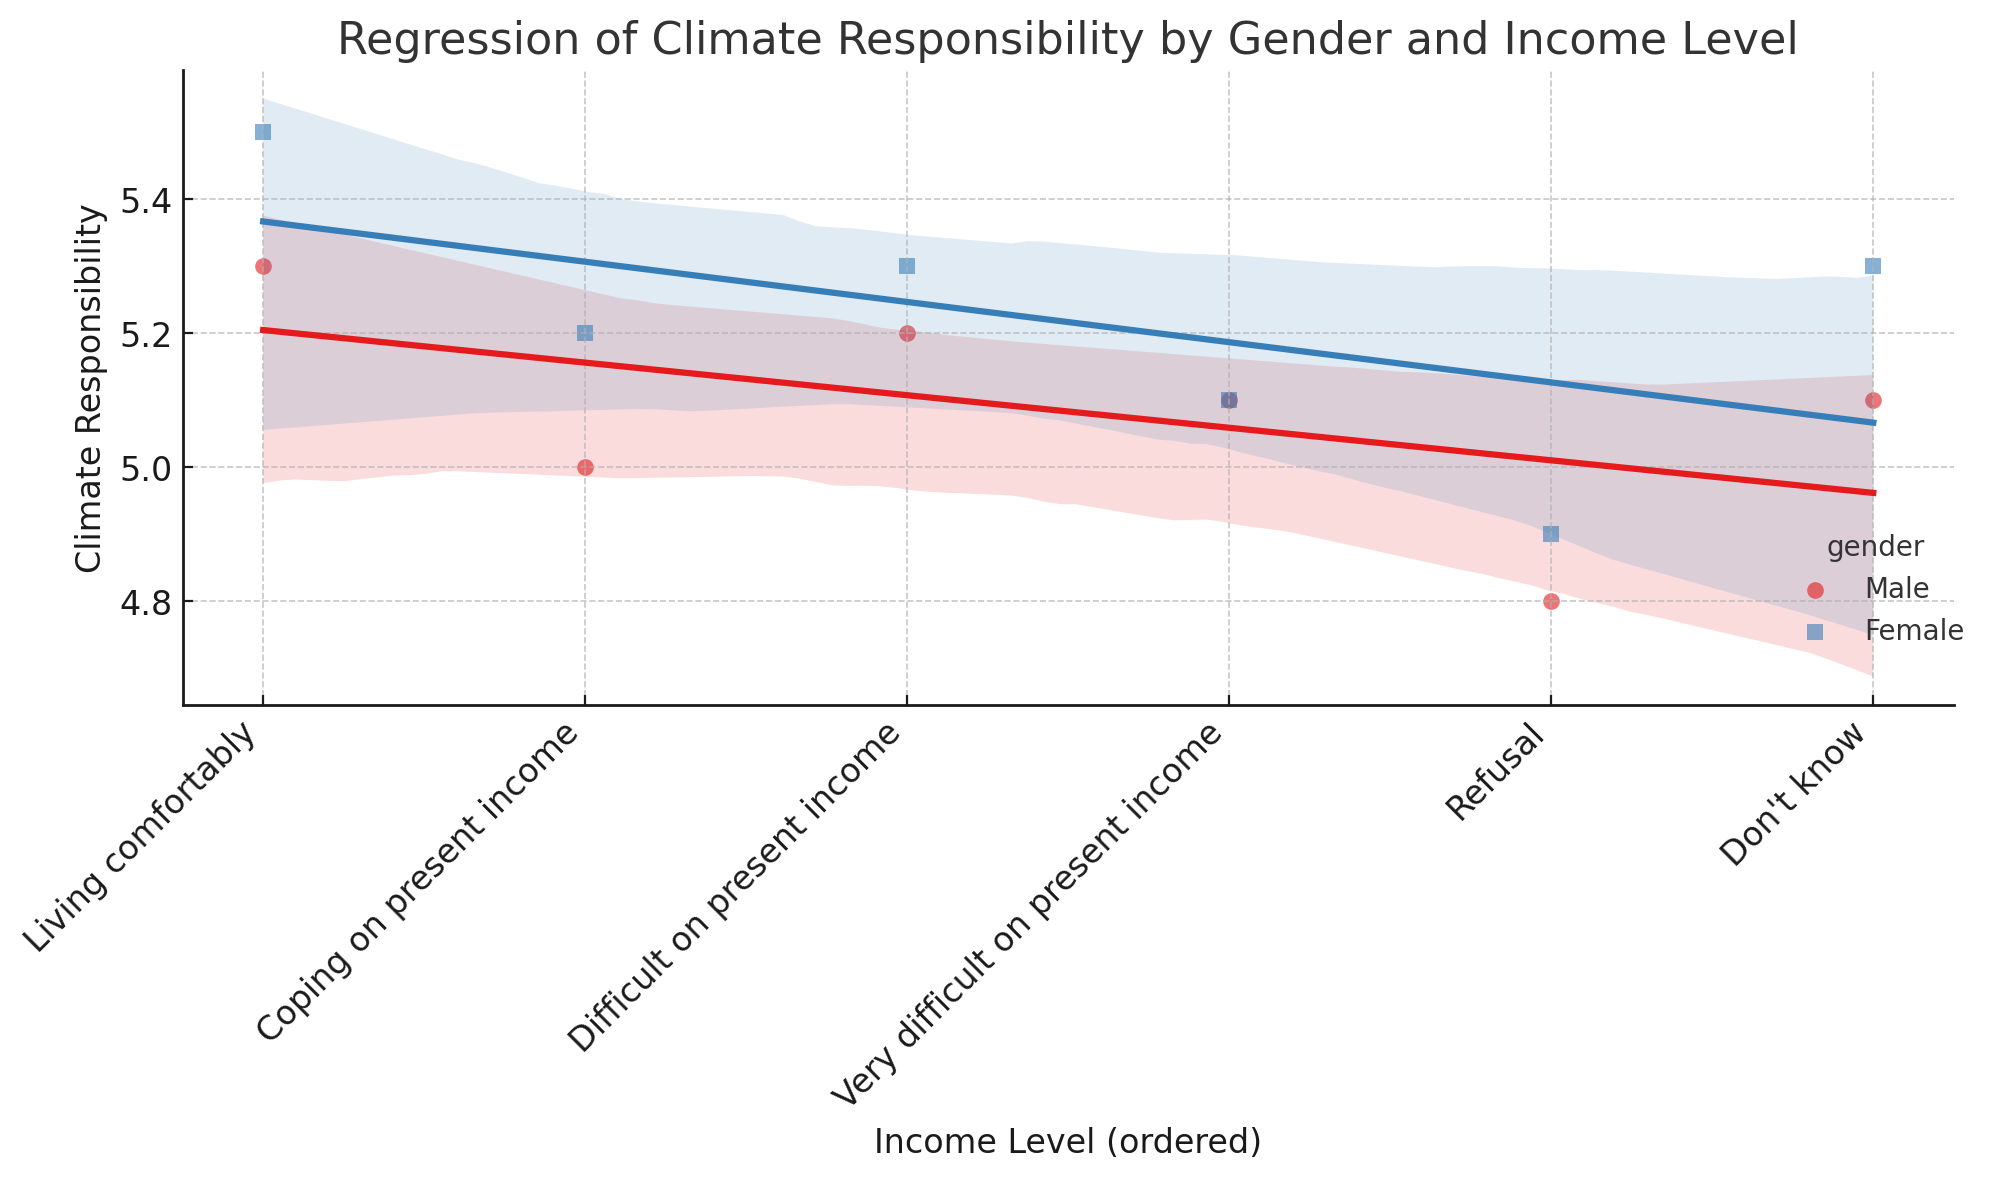 Regression of Climate Responsibility by Gender and Income Level
Climate Responsibility
5.4
5.2
5.0
4.8
gender
Male
Female
Living comfortably
Coping on present income
Difficult on present income
Very difficult on present income
Refusal
Don't know
Income Level (ordered)